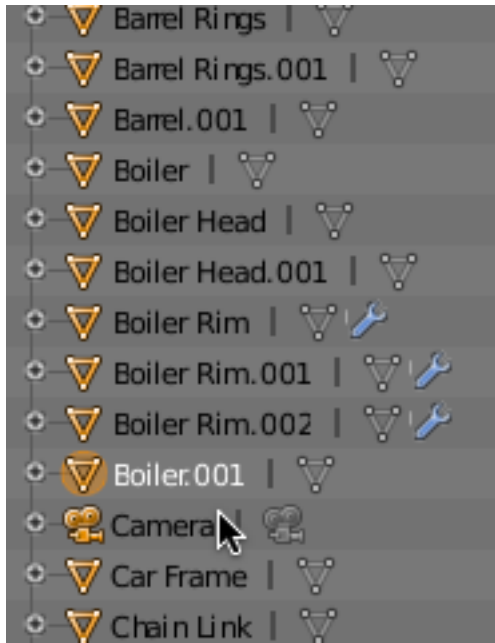 Barrel Rings
Barrel Rings.001
Barrel.001
Boiler
Boiler Head
Boiler Head.001
Boiler Rim
Boiler Rim.001
Boiler Rim.002
Boiler.001
Camera
Car Frame
Chain Link